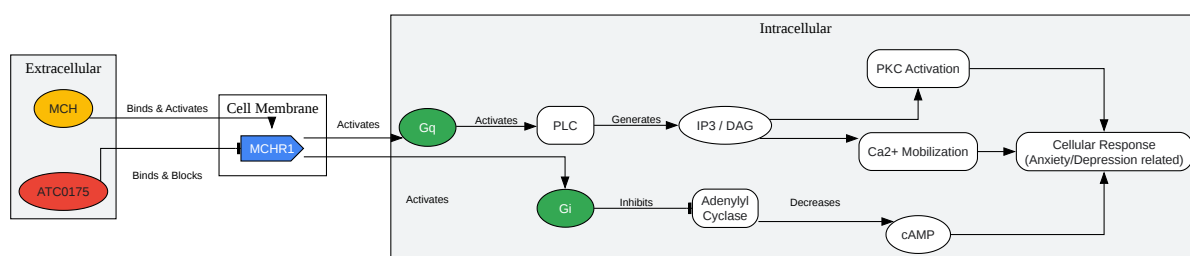 Intracellular
Extracellular
MCH
Binds & Activates
Cell Membrane
MCHR1
ATC0175
Binds & Blocks
Activates
Gq
Activates
PLC
Generates
IP3 / DAG
PKC Activation
Ca2+ Mobilization
Cellular Response
(Anxiety/Depression related)
Activates
Gi
Inhibits
Adenylyl
Cyclase
Decreases
cAMP